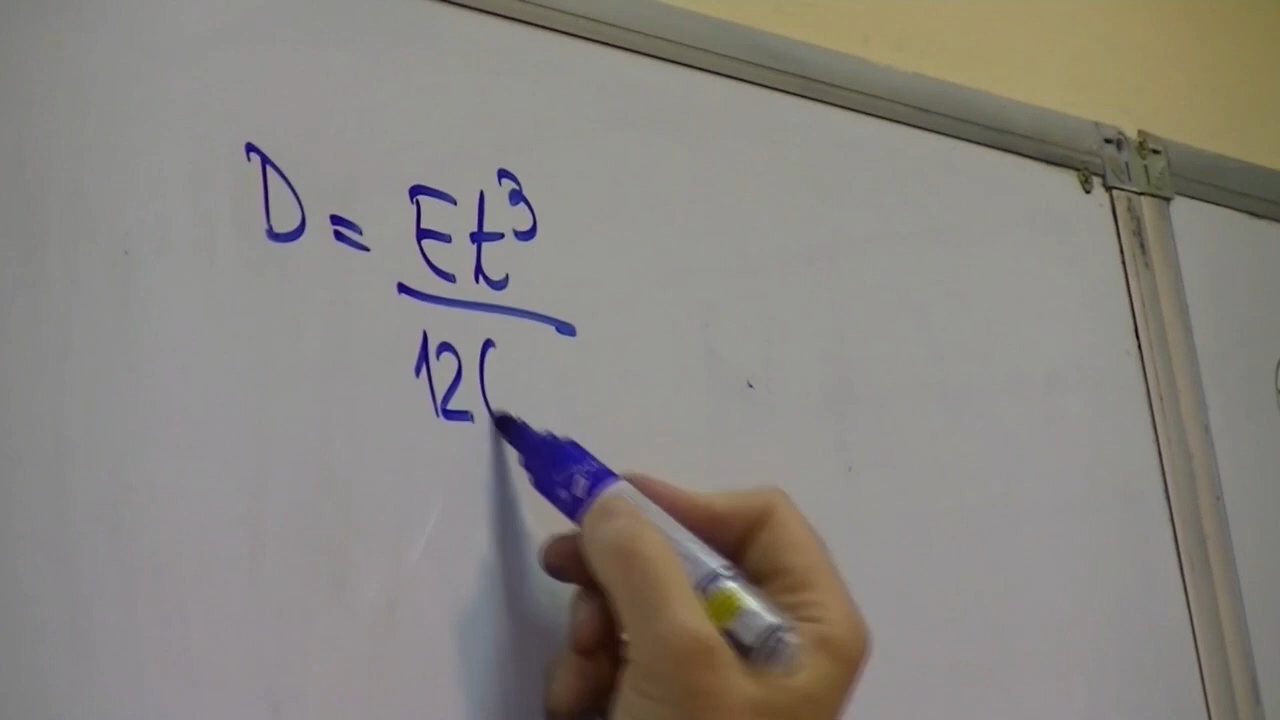 D = Et³
12(